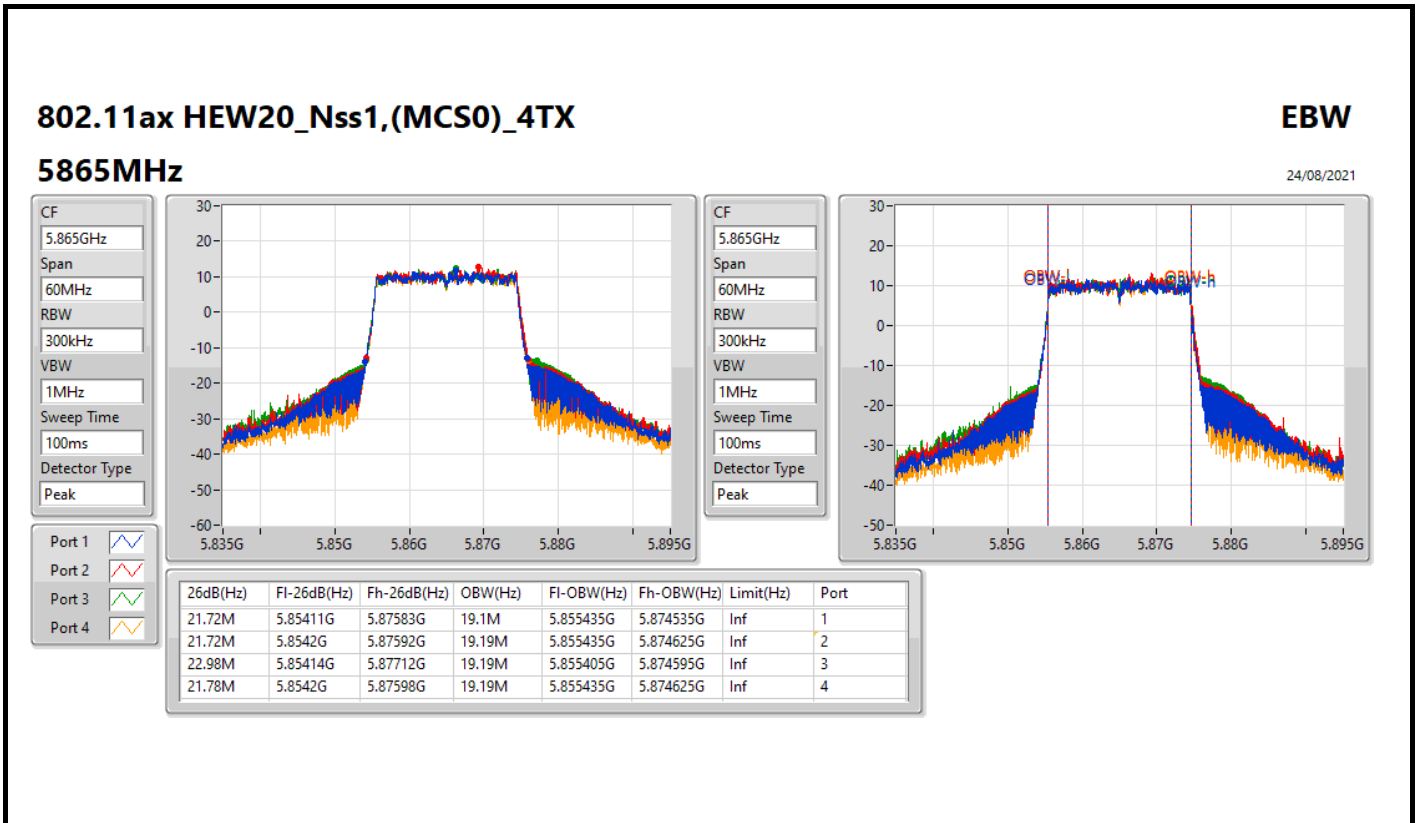 802.11ax HEW20_Nss1,(MCS0)_4TX EBW
5865MHz 24/08/2021
CF
5.865GHz
Span
60MHz
RBW
300kHz
VBW
1MHz
Sweep Time
100ms
Detector Type
Peak
30
20
10
0
-10
-20
-30
-40
-50
-60
5.835G 5.85G 5.86G 5.87G 5.88G 5.895G
CF
5.865GHz
Span
60MHz
RBW
300kHz
VBW
1MHz
Sweep Time
100ms
Detector Type
Peak
30
20
10
0
-10
-20
-30
-40
-50
OBW-l OBW-h
5.835G 5.85G 5.86G 5.87G 5.88G 5.895G
Port 1
Port 2
Port 3
Port 4
26dB(Hz) Fl-26dB(Hz) Fh-26dB(Hz) OBW(Hz) Fl-OBW(Hz) Fh-OBW(Hz) Limit(Hz) Port
21.72M 5.85411G 5.87583G 19.1M 5.855435G 5.874535G Inf 1
21.72M 5.8542G 5.87592G 19.19M 5.855435G 5.874625G Inf 2
22.98M 5.85414G 5.87712G 19.19M 5.855405G 5.874595G Inf 3
21.78M 5.8542G 5.87598G 19.19M 5.855435G 5.874625G Inf 4